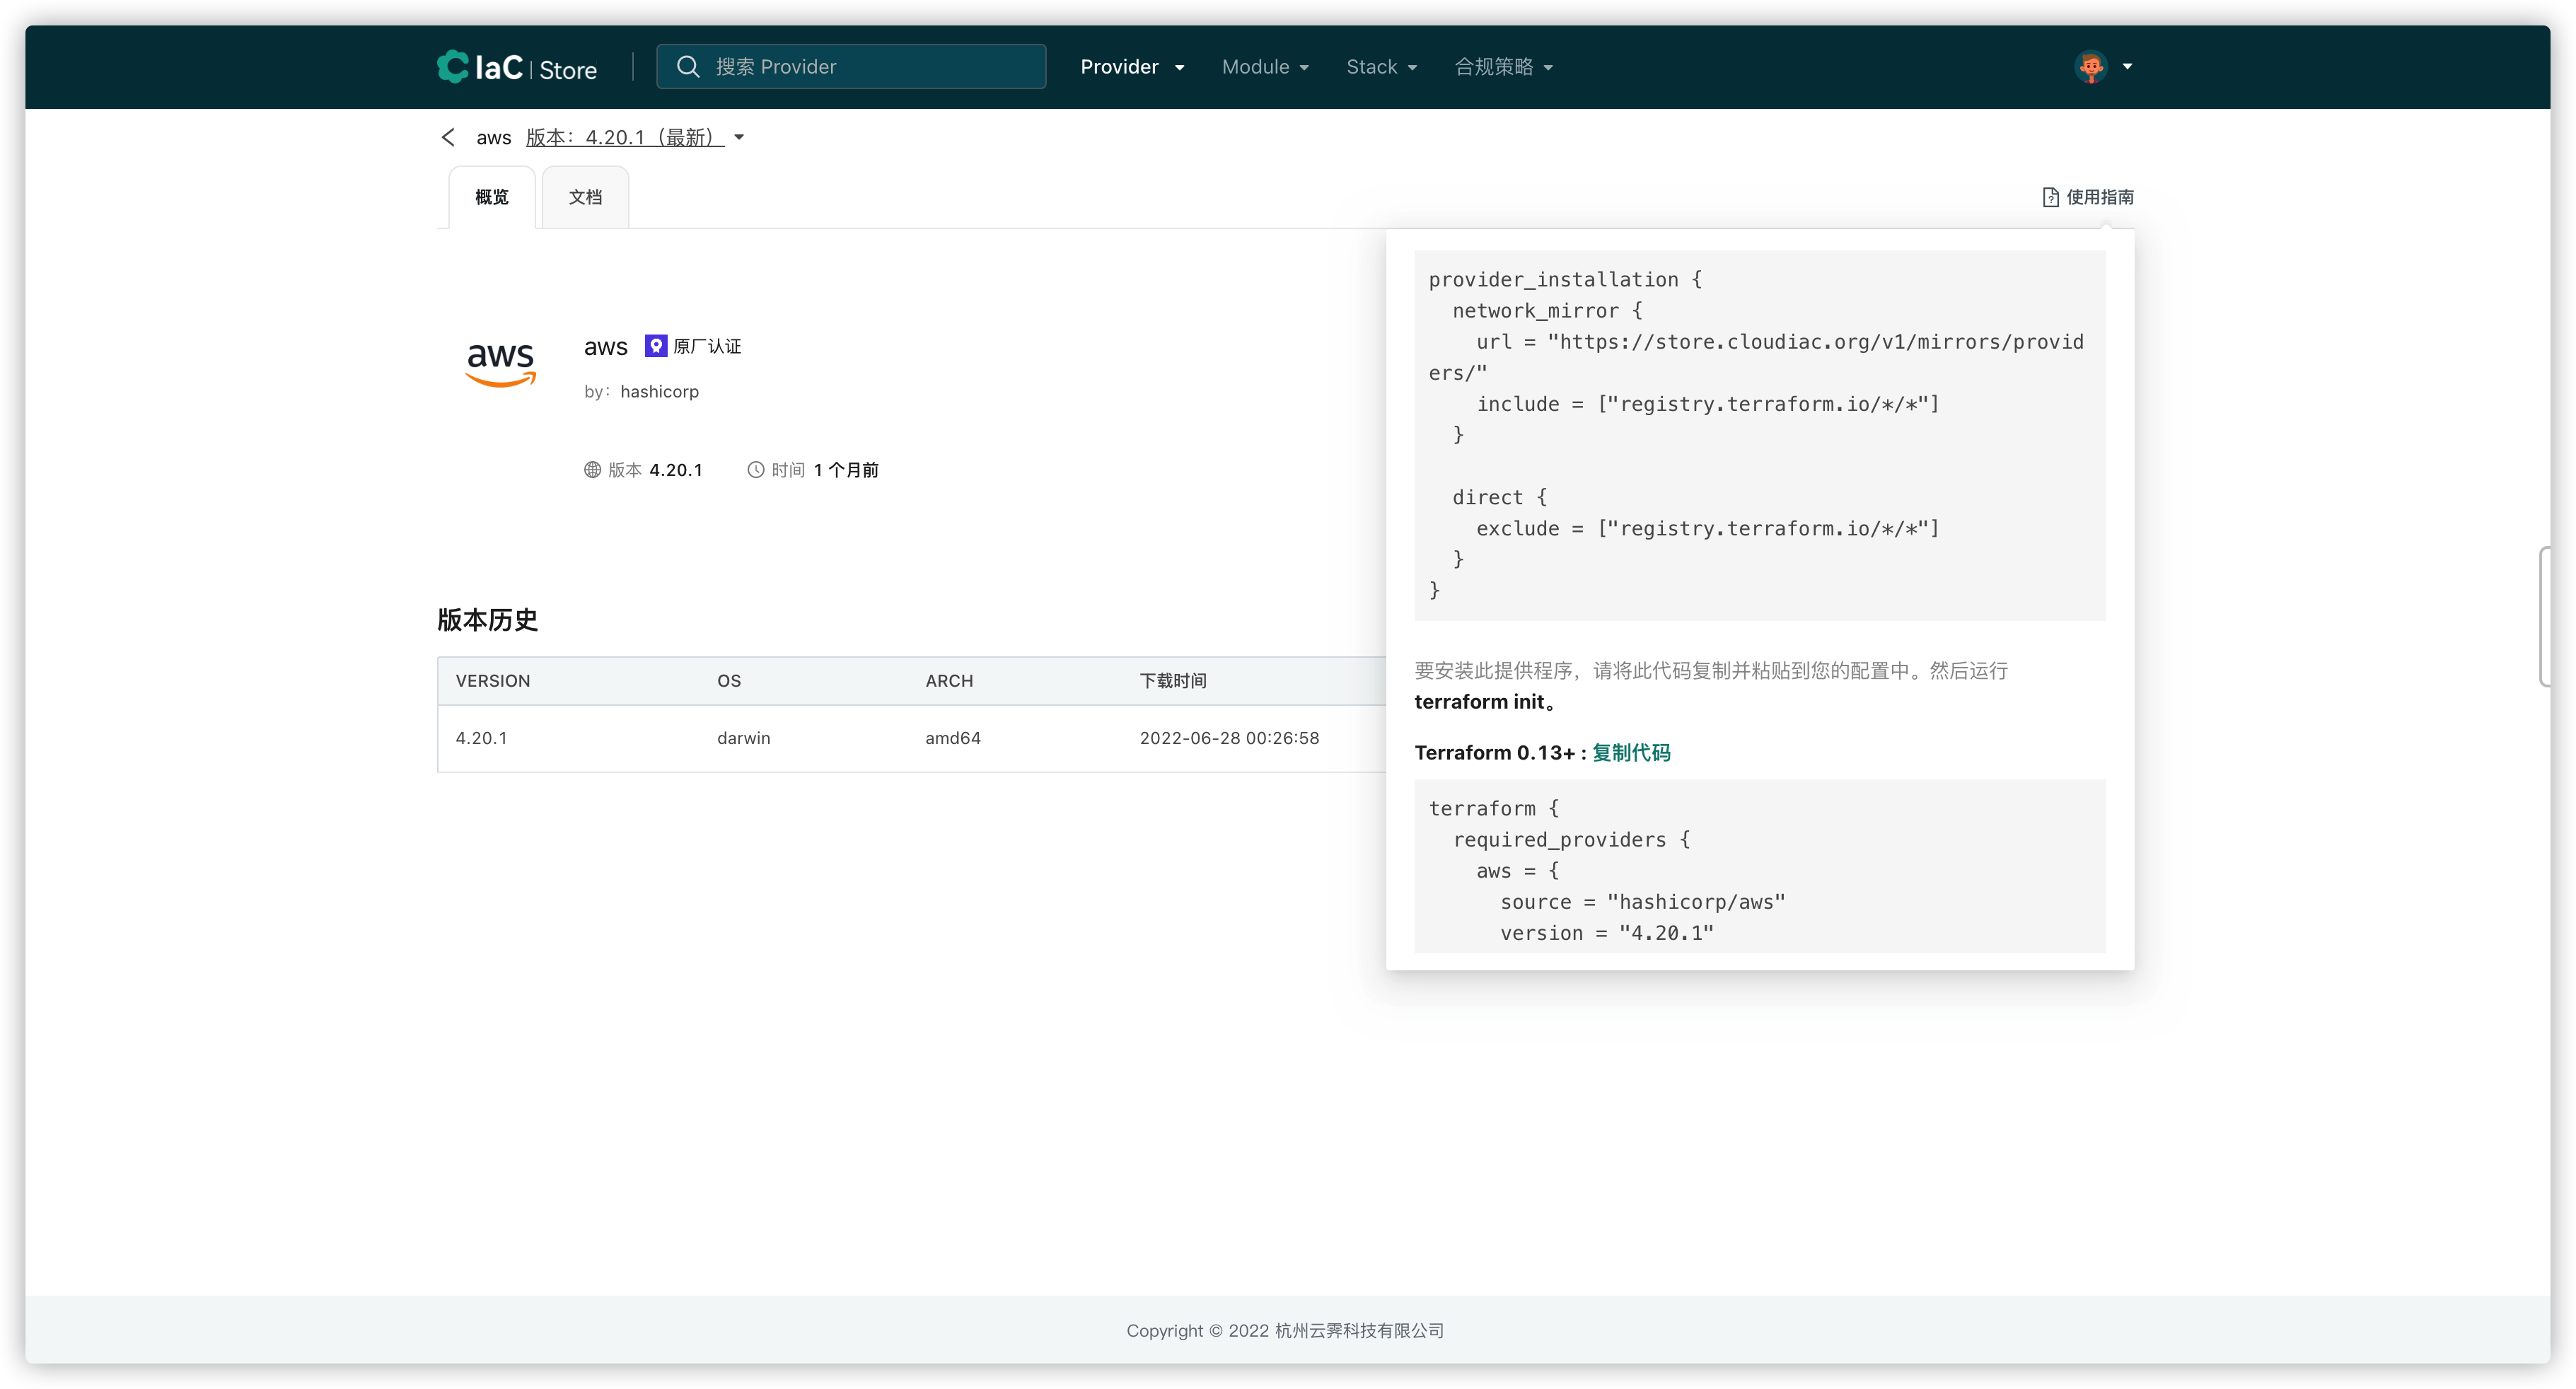 IaC | Store
搜索 Provider
Provider
Module
Stack
合规策略
aws 版本：4.20.1（最新）
概览
文档
使用指南
aws
aws 原厂认证
by： hashicorp
版本 4.20.1
时间 1 个月前
版本历史
VERSION OS ARCH 下载时间
4.20.1 darwin amd64 2022-06-28 00:26:58
provider_installation {
  network_mirror {
    url = "https://store.cloudiac.org/v1/mirrors/provid
ers/"
    include = ["registry.terraform.io/*/*"]
  }
  direct {
    exclude = ["registry.terraform.io/*/*"]
  }
}
要安装此提供程序，请将此代码复制并粘贴到您的配置中。然后运行
terraform init。
Terraform 0.13+ : 复制代码
terraform {
  required_providers {
    aws = {
      source = "hashicorp/aws"
      version = "4.20.1"
Copyright © 2022 杭州云霁科技有限公司